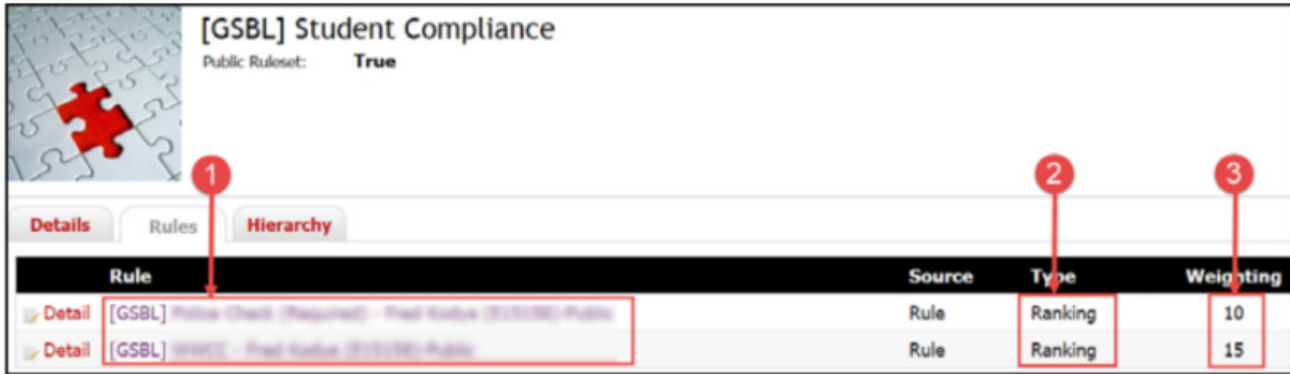 [GSBL] Student Compliance
Public Ruleset: True
1 2 3
Details Rules Hierarchy
Rule Source Type Weighting
Detail [GSBL] Rule Ranking 10
Detail [GSBL] Rule Ranking 15